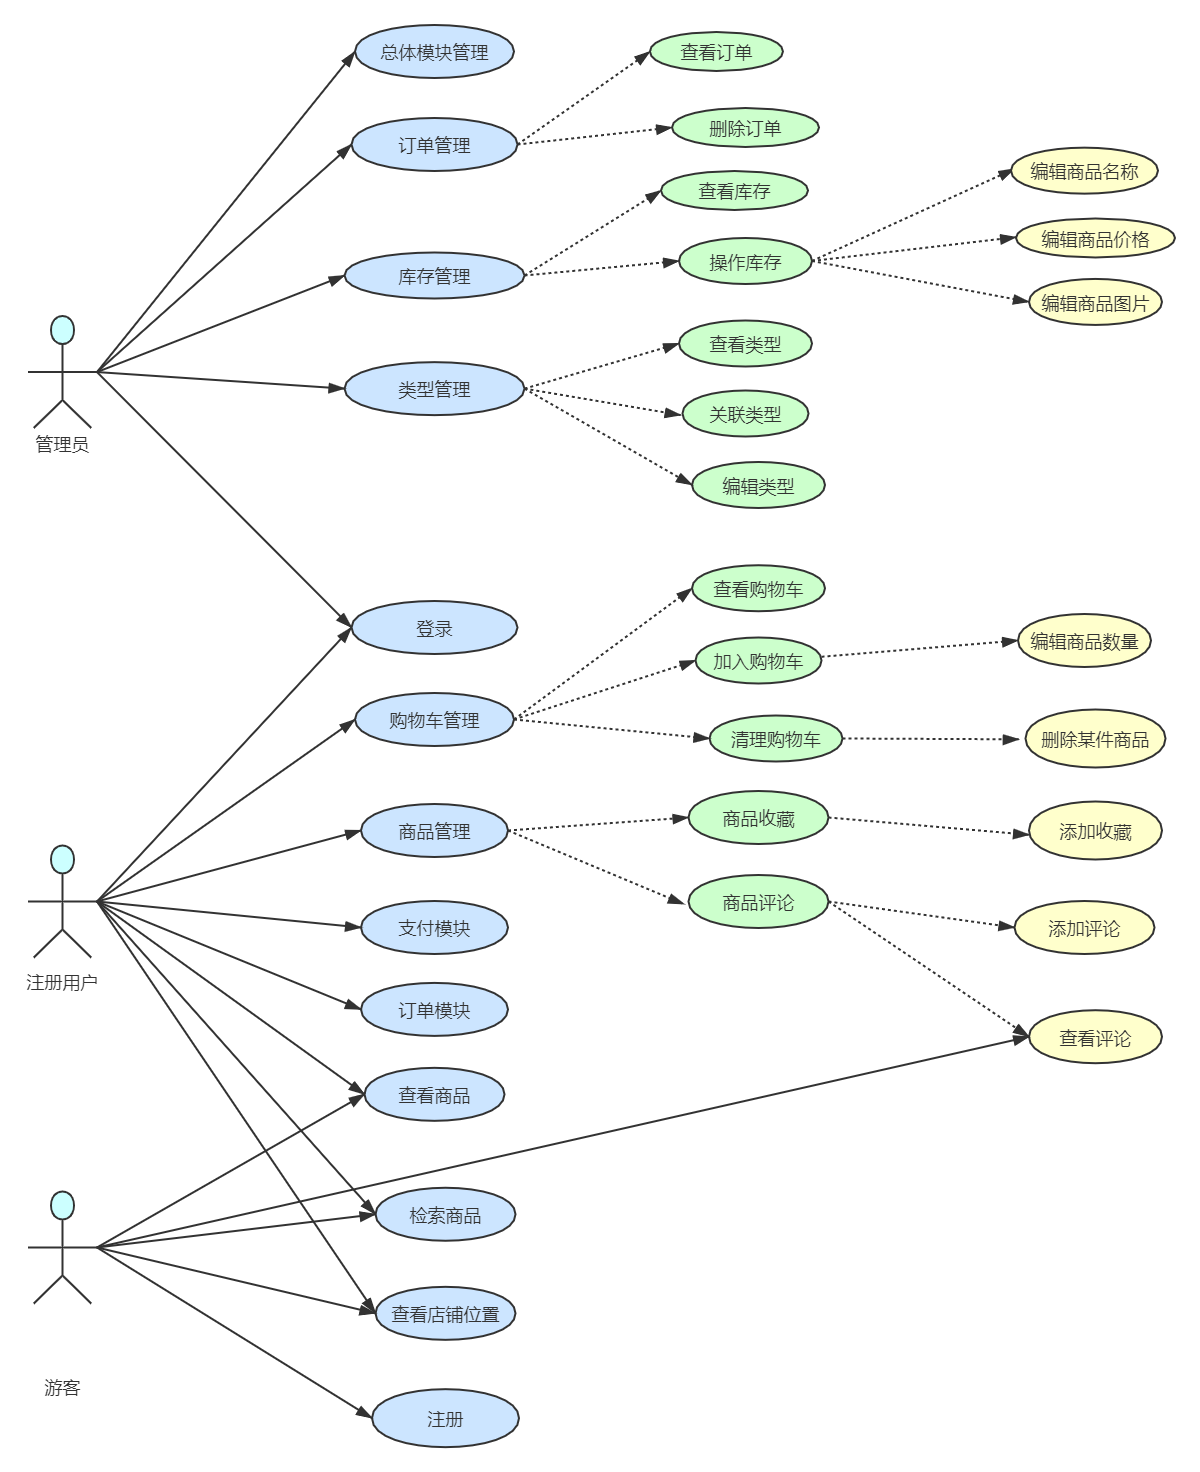 总体模块管理
查看订单
删除订单
订单管理
编辑商品名称
查看库存
编辑商品价格
操作库存
库存管理
编辑商品图片
查看类型
类型管理
关联类型
管理员
编辑类型
查看购物车
登录
编辑商品数量
加入购物车
购物车管理
清理购物车
删除某件商品
商品收藏
商品管理
添加收藏
商品评论
支付模块
添加评论
注册用户
订单模块
查看评论
查看商品
检索商品
查看店铺位置
游客
注册